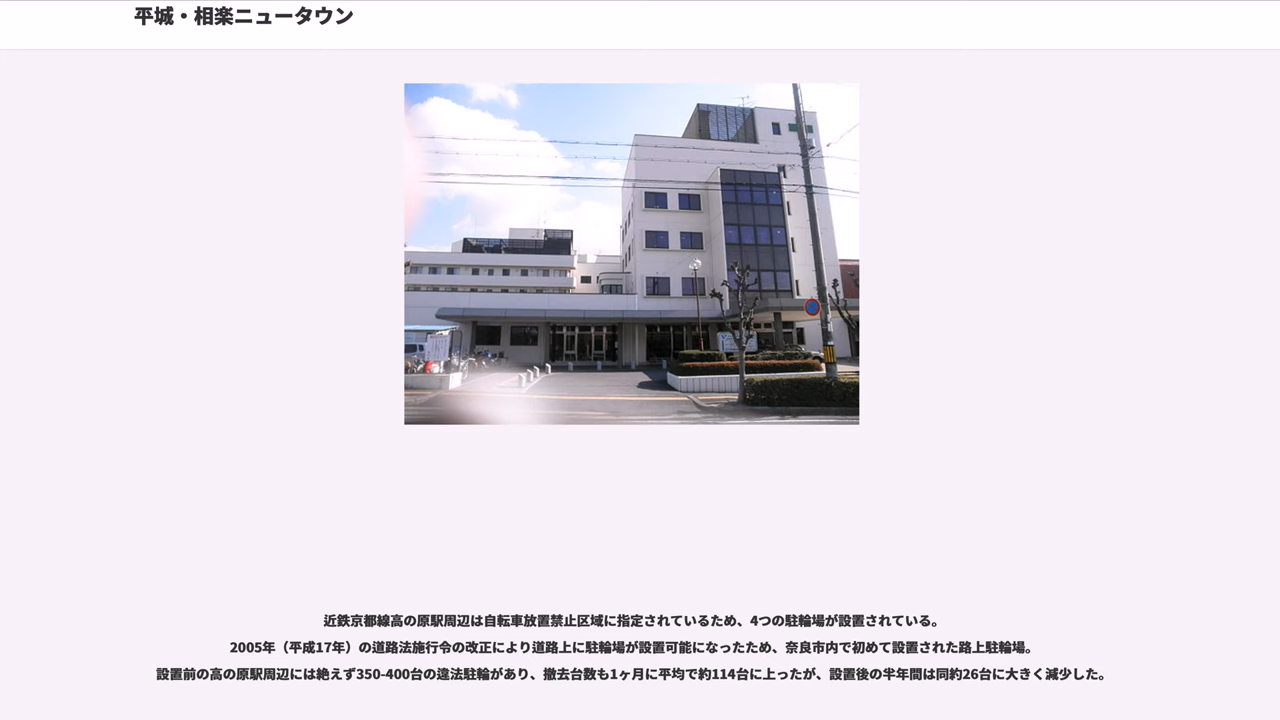 平城・相楽ニュータウン
近鉄京都線高の原駅周辺は自転車放置禁止区域に指定されているため、4つの駐輪場が設置されている。
2005年（平成17年）の道路法施行令の改正により道路上に駐輪場が設置可能になったため、奈良市内で初めて設置された路上駐輪場。
設置前の高の原駅周辺には絶えず350-400台の違法駐輪があり、撤去台数も1ヶ月に平均で約114台に上ったが、設置後の半年間は同約26台に大きく減少した。